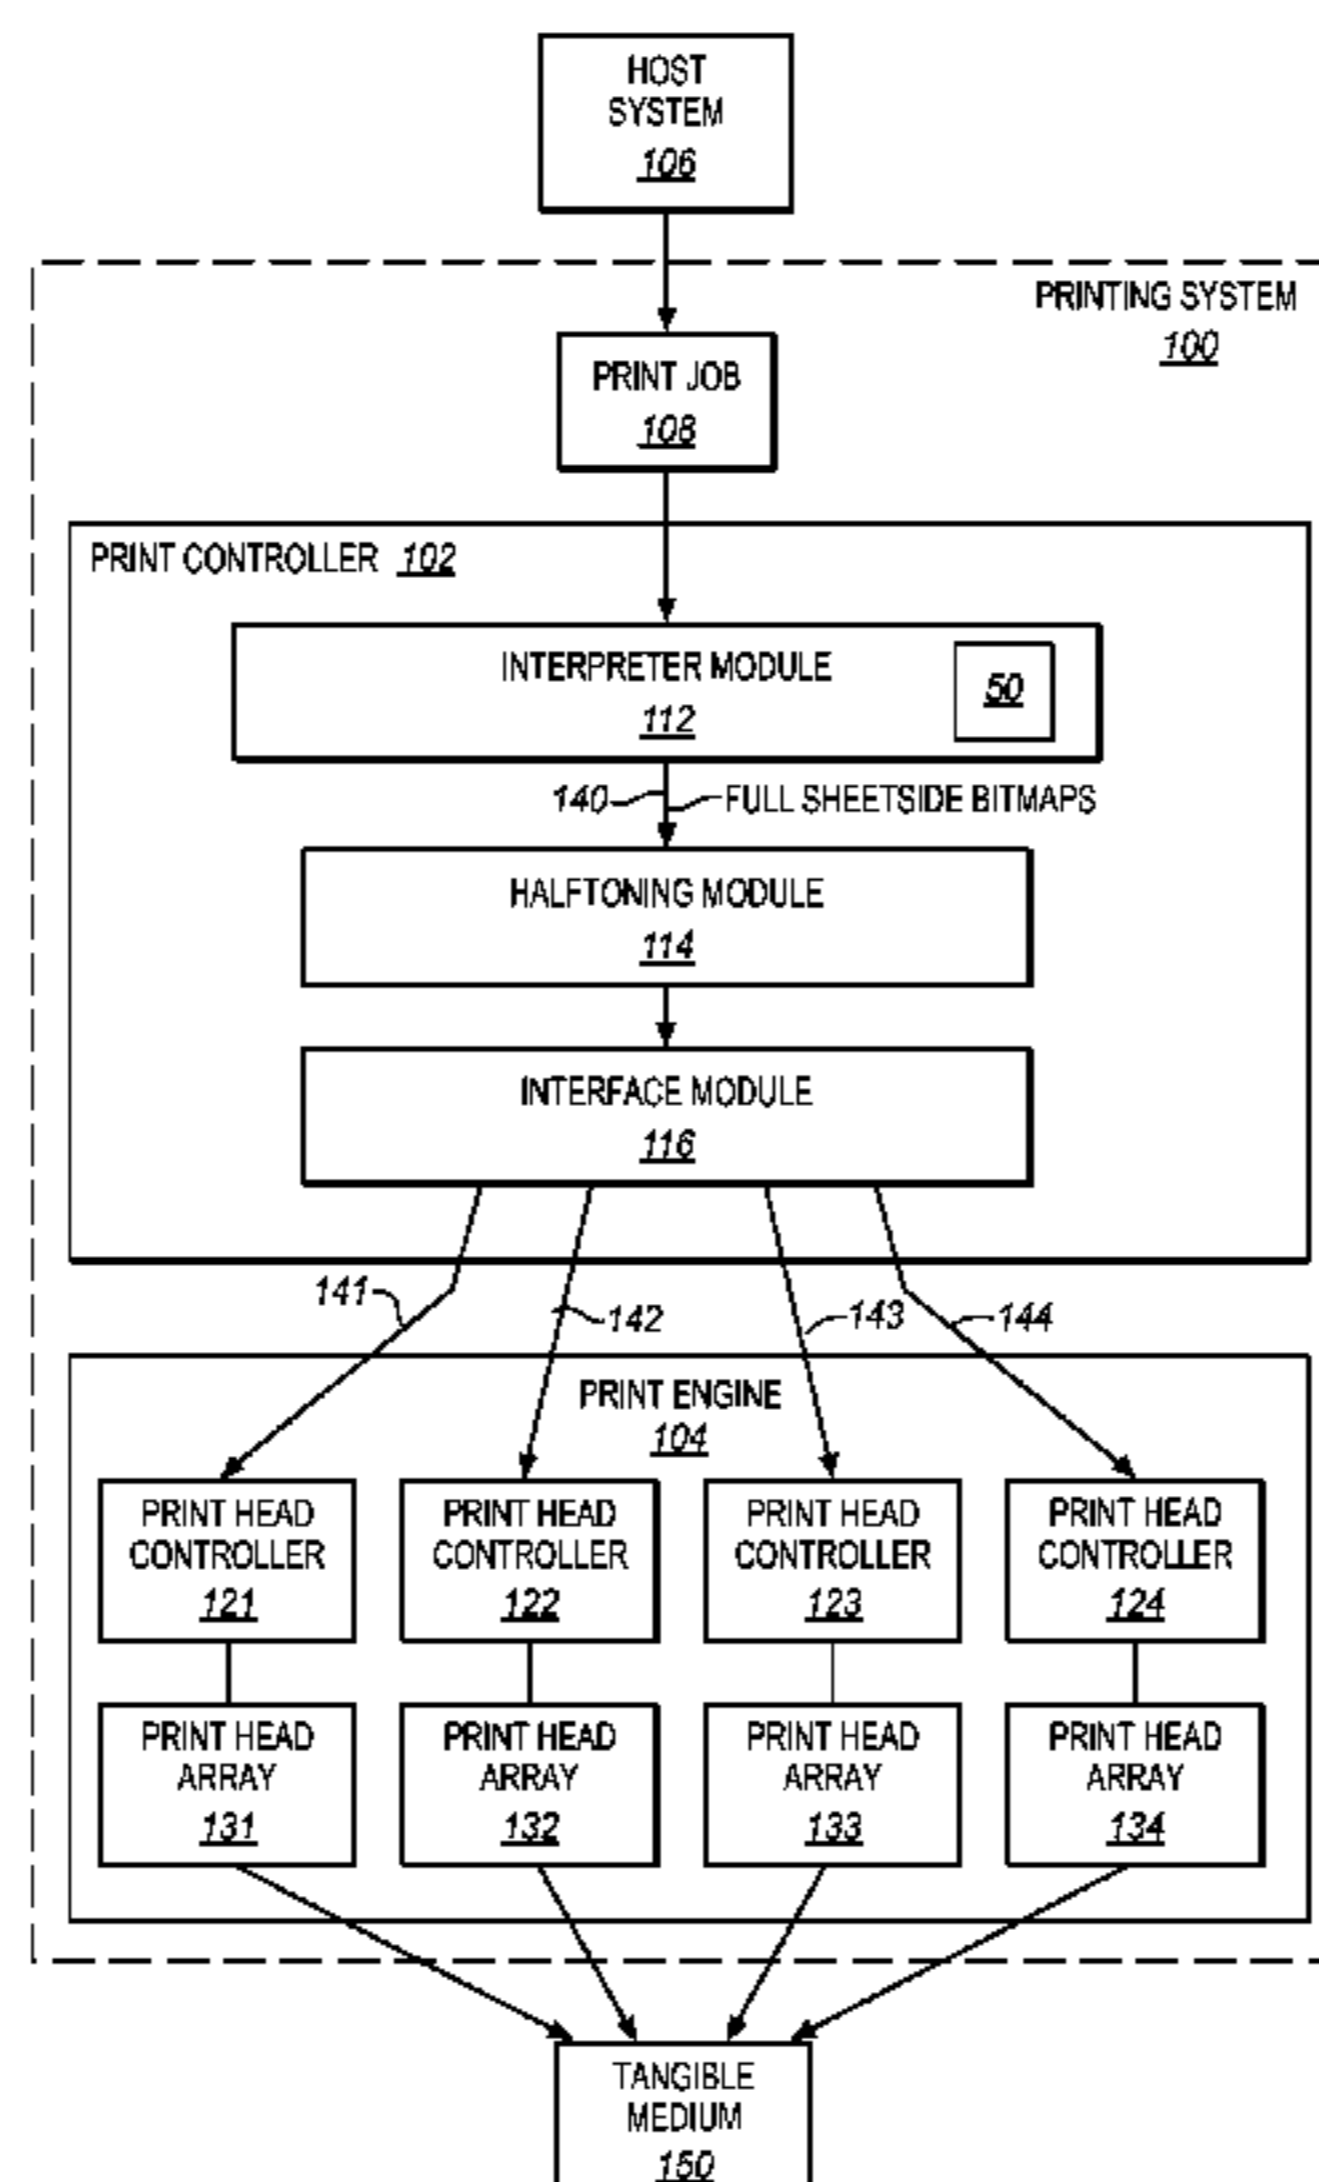 HOST
SYSTEM
106
PRINTING SYSTEM
100
PRINT JOB
108
PRINT CONTROLLER 102
INTERPRETER MODULE
112
50
140
FULL SHEETSIDE BITMAPS
HALFTONING MODULE
114
INTERFACE MODULE
116
141
142
143
144
PRINT ENGINE
104
PRINT HEAD
CONTROLLER
121
PRINT HEAD
CONTROLLER
122
PRINT HEAD
CONTROLLER
123
PRINT HEAD
CONTROLLER
124
PRINT HEAD
ARRAY
131
PRINT HEAD
ARRAY
132
PRINT HEAD
ARRAY
133
PRINT HEAD
ARRAY
134
TANGIBLE
MEDIUM
150